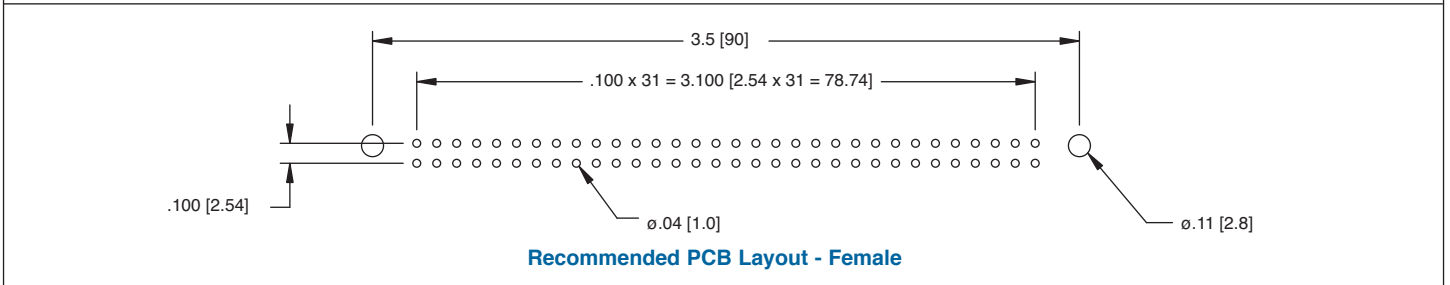 3.5 [90]
.100 x 31 = 3.100 [2.54 x 31 = 78.74]
.100 [2.54]
ø.04 [1.0]
ø.11 [2.8]
Recommended PCB Layout - Female